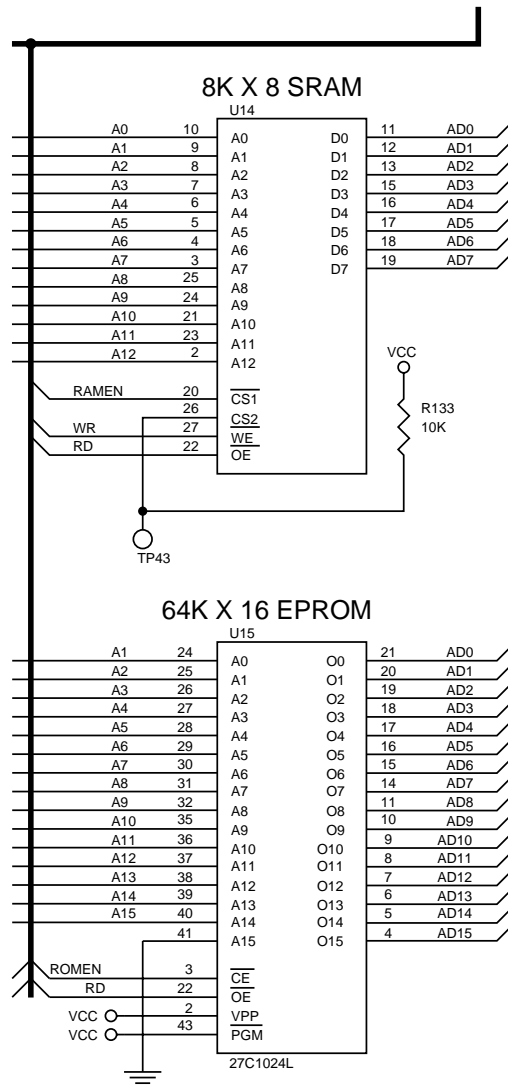 8K X 8 SRAM
U14
A0 10 A0 D0 11 AD0
A1 9 A1 D1 12 AD1
A2 8 A2 D2 13 AD2
A3 7 A3 D3 15 AD3
A4 6 A4 D4 16 AD4
A5 5 A5 D5 17 AD5
A6 4 A6 D6 18 AD6
A7 3 A7 D7 19 AD7
A8 25 A8
A9 24 A9
A10 21 A10
A11 23 A11
A12 2 A12
VCC
RAMEN 20 CS1
26 CS2
WR 27 WE
RD 22 OE
R133
10K
TP43
64K X 16 EPROM
U15
A1 24 A0 O0 21 AD0
A2 25 A1 O1 20 AD1
A3 26 A2 O2 19 AD2
A4 27 A3 O3 18 AD3
A5 28 A4 O4 17 AD4
A6 29 A5 O5 16 AD5
A7 30 A6 O6 15 AD6
A8 31 A7 O7 14 AD7
A9 32 A8 O8 11 AD8
A10 35 A9 O9 10 AD9
A11 36 A10 O10 9 AD10
A12 37 A11 O11 8 AD11
A13 38 A12 O12 7 AD12
A14 39 A13 O13 6 AD13
A15 40 A14 O14 5 AD14
41 A15 O15 4 AD15
ROMEN 3 CE
RD 22 OE
VCC 2 VPP
VCC 43 PGM
27C1024L